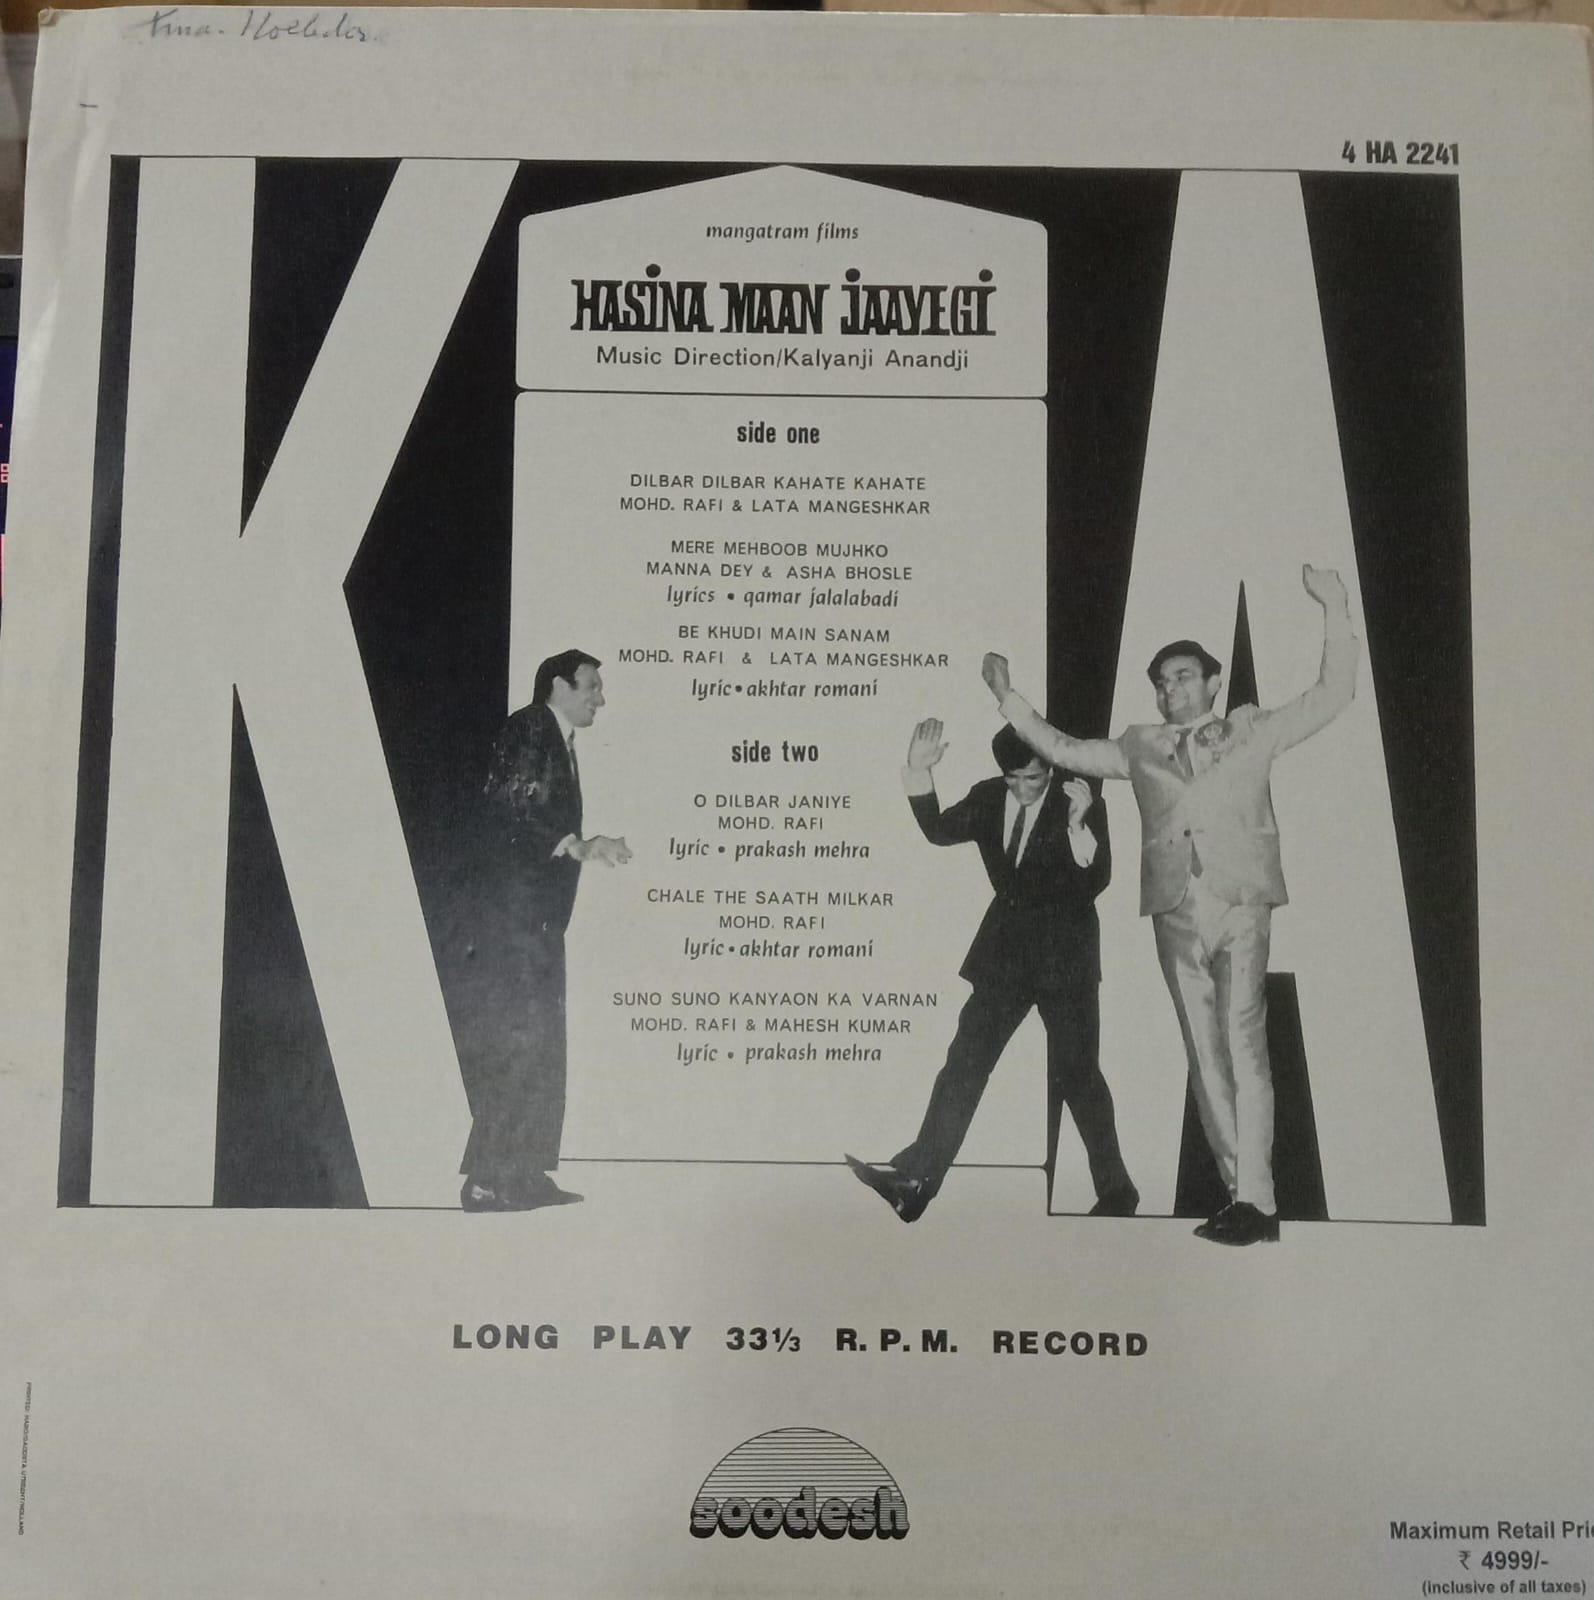 4 HA 2241
KA
mangatram films
HASINA MAAN JAAYEGI
Music Direction/Kalyanji Anandji
side one
DILBAR DILBAR KAHATE KAHATE
MOHD. RAFI & LATA MANGESHKAR
MERE MEHBOOB MUJHKO
MANNA DEY & ASHA BHOSLE
lyrics • qamar jalalabadi
BE KHUDI MAIN SANAM
MOHD. RAFI & LATA MANGESHKAR
lyric • akhtar romani
side two
O DILBAR JANIYE
MOHD. RAFI
lyric • prakash mehra
CHALE THE SAATH MILKAR
MOHD. RAFI
lyric • akhtar romani
SUNO SUNO KANYAON KA VARNAN
MOHD. RAFI & MAHESH KUMAR
lyric • prakash mehra
LONG PLAY 33⅓ R.P.M. RECORD
soodesh
Maximum Retail Pri
₹ 4999/-
(inclusive of all taxes)